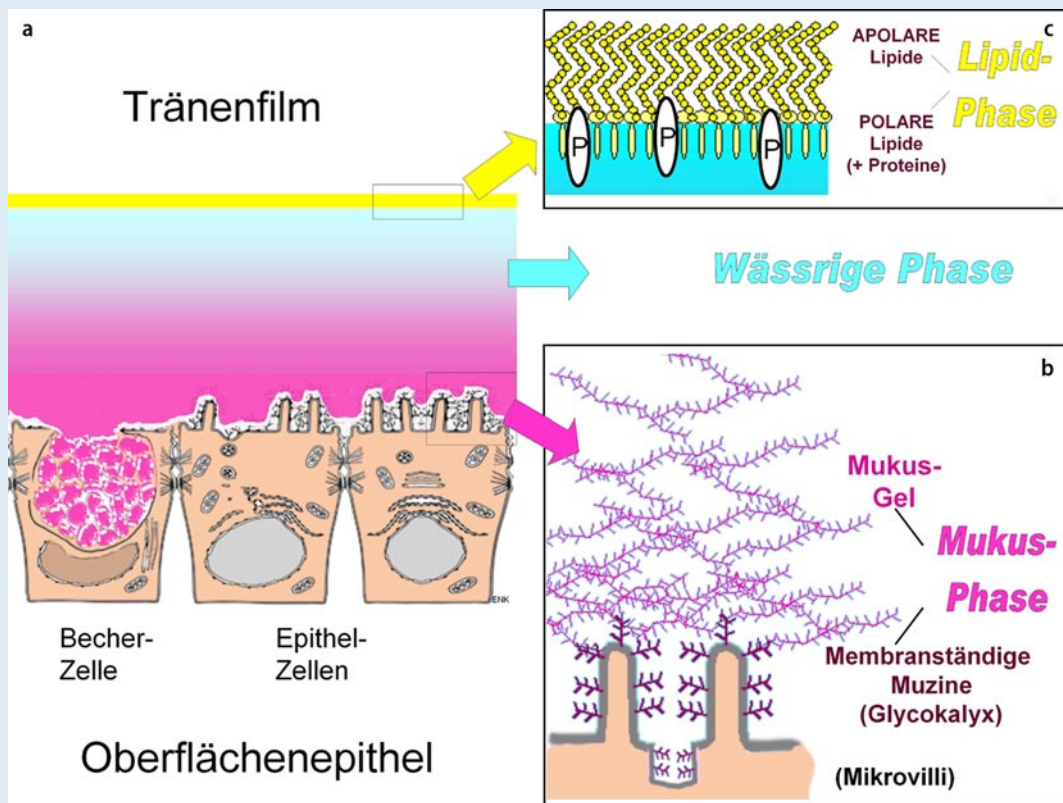 a
Tränenfilm
Becher-
Zelle
Epithel-
Zellen
ENK
Oberflächenepithel
c
APOLARE
Lipide
Lipid-
Phase
POLARE
Lipide
(+ Proteine)
P
P
P
Wässrige Phase
b
Mukus-
Gel
Mukus-
Phase
Membranständige
Muzine
(Glycokalyx)
(Mikrovilli)